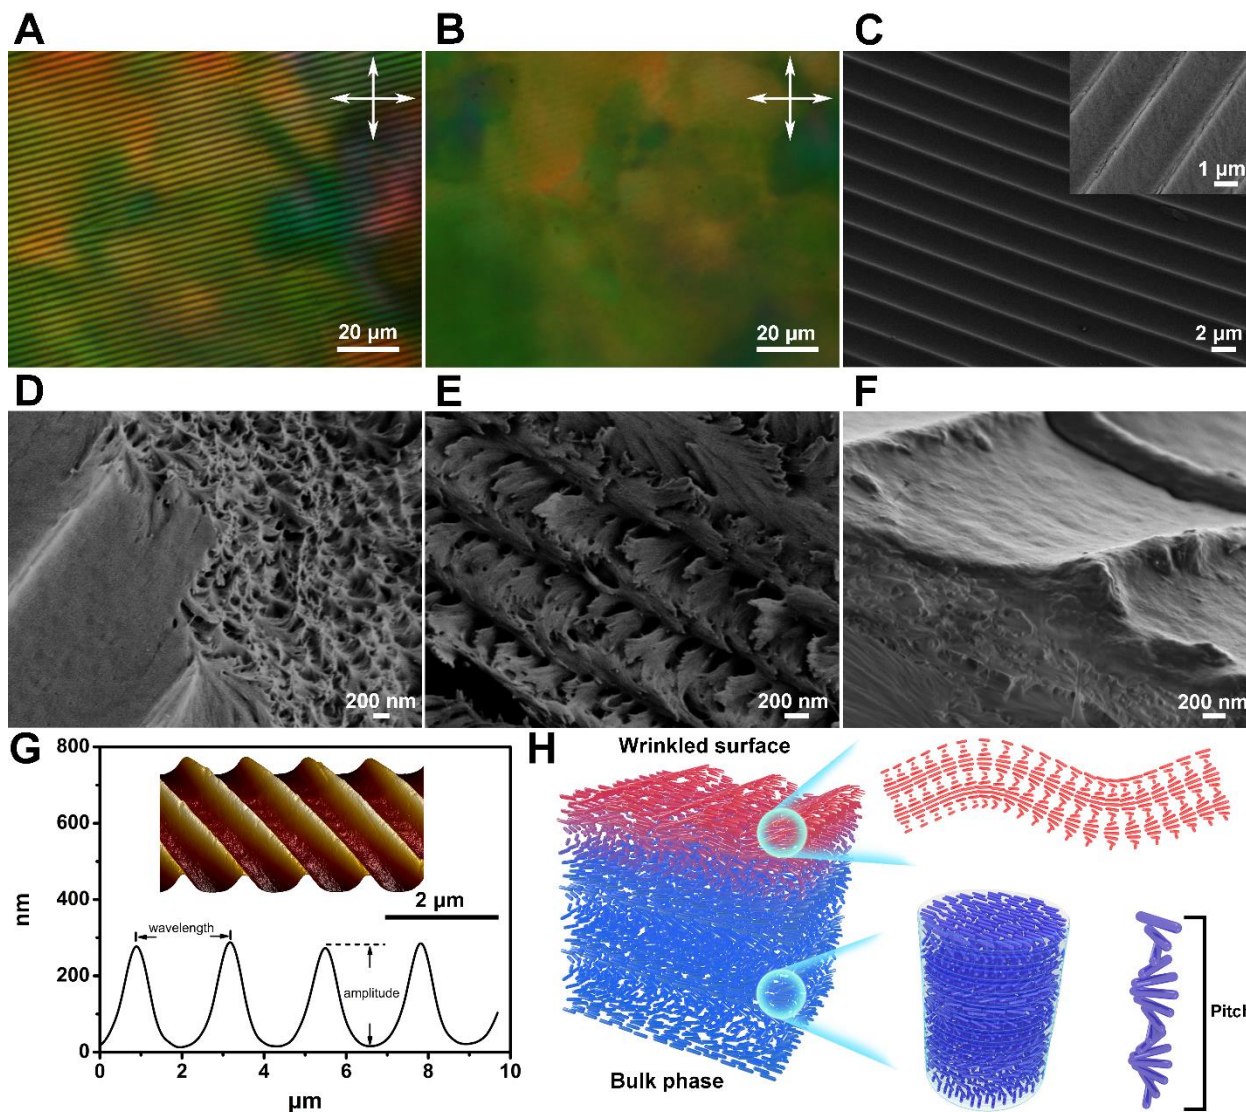 A
B
C
20 µm
20 µm
1 µm
2 µm
D
E
F
200 nm
200 nm
200 nm
G
H
800
600
400
200
0
nm
2 µm
wavelength
amplitude
0
2
4
6
8
10
µm
Wrinkled surface
Bulk phase
Pitch